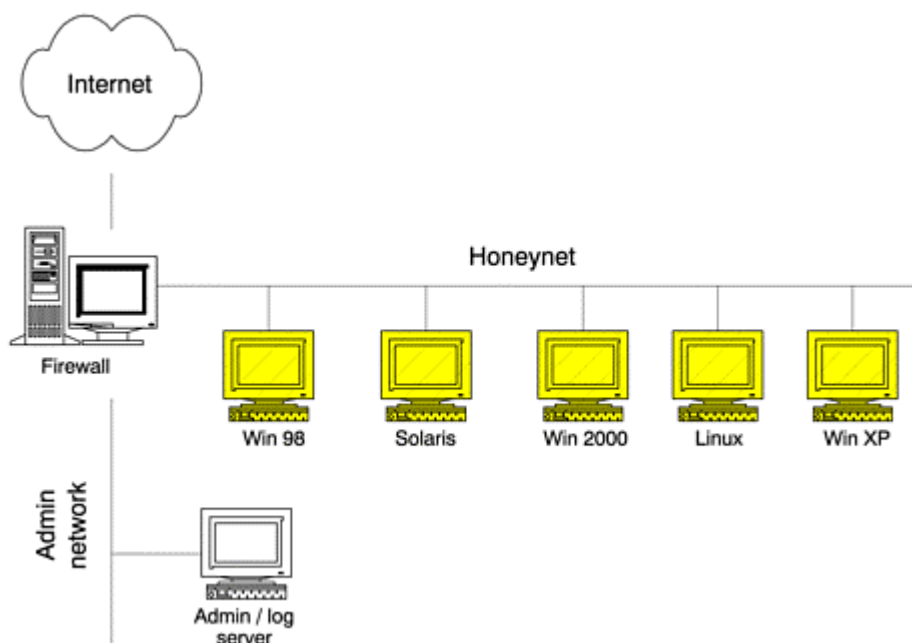 Internet
Honeynet
Firewall
Win 98
Solaris
Win 2000
Linux
Win XP
Admin
network
Admin / log
server